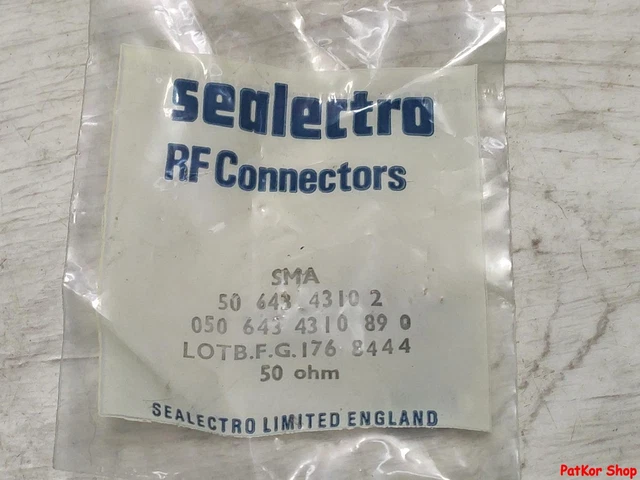 sealectro
RF Connectors
SMA
50 643 4310 2
050 643 4310 89 0
LOTB.F.G.176 8444
50 ohm
SEALECTRO LIMITED ENGLAND
PatKor Shop